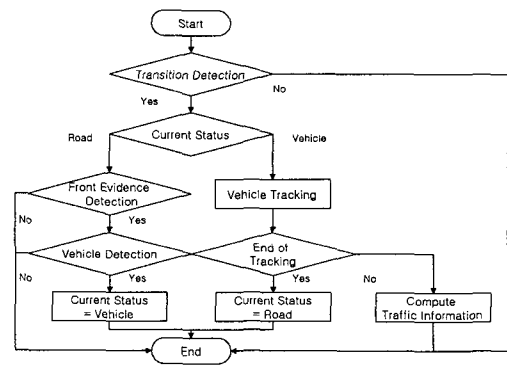 Start
Transition Detection
No
Yes
Current Status
Road
Vehicle
Front Evidence
Detection
Vehicle Tracking
No
Yes
Vehicle Detection
End of
Tracking
No
Yes
Yes
No
Current Status
= Vehicle
Current Status
= Road
Compute
Traffic Information
End